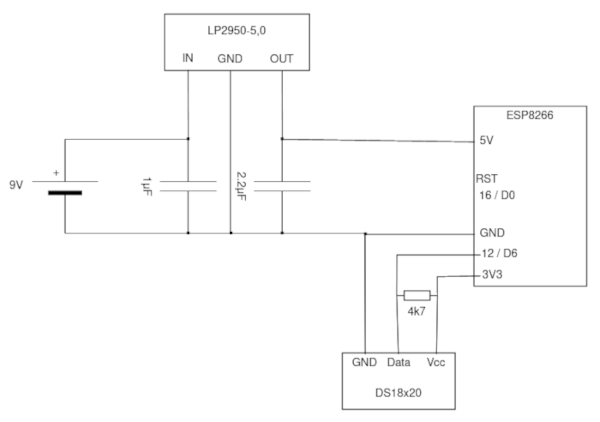 LP2950-5,0
IN GND OUT
ESP8266
5V
+
9V
1µF
2.2µF
RST
16 / D0
GND
12 / D6
3V3
4k7
GND Data Vcc
DS18x20